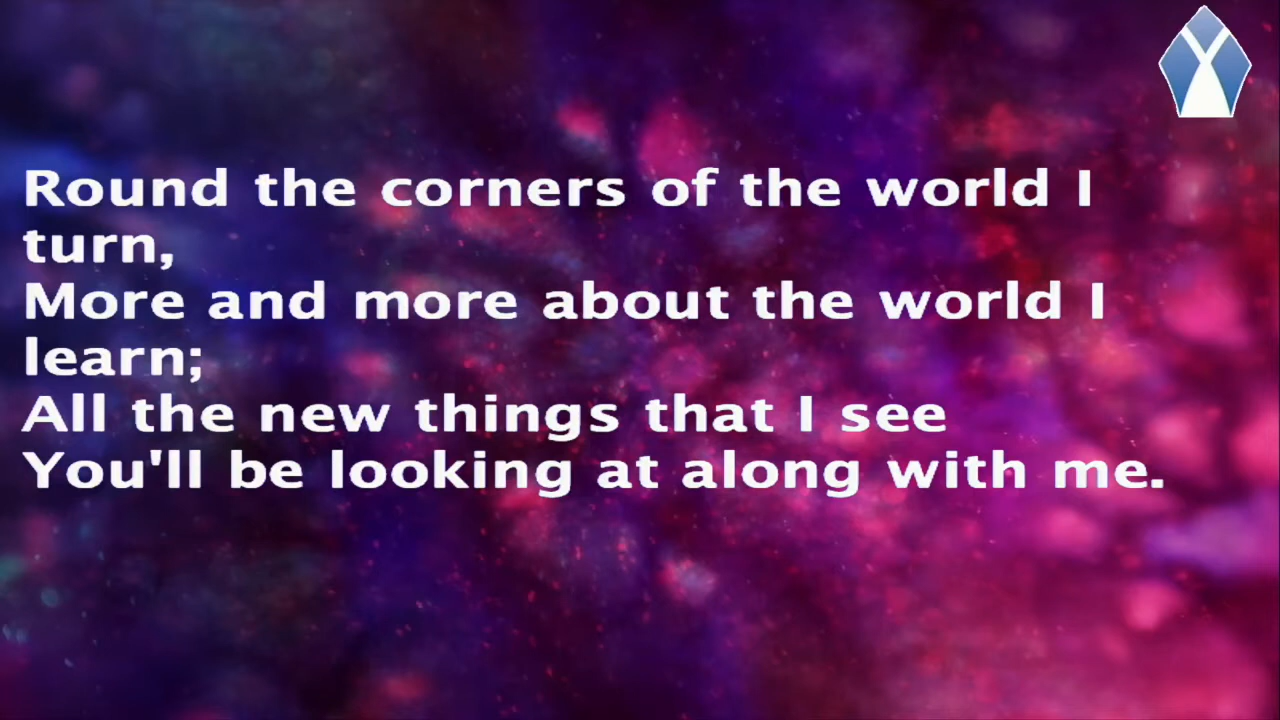 Round the corners of the world I
turn,
More and more about the world I
learn;
All the new things that I see
You'll be looking at along with me.